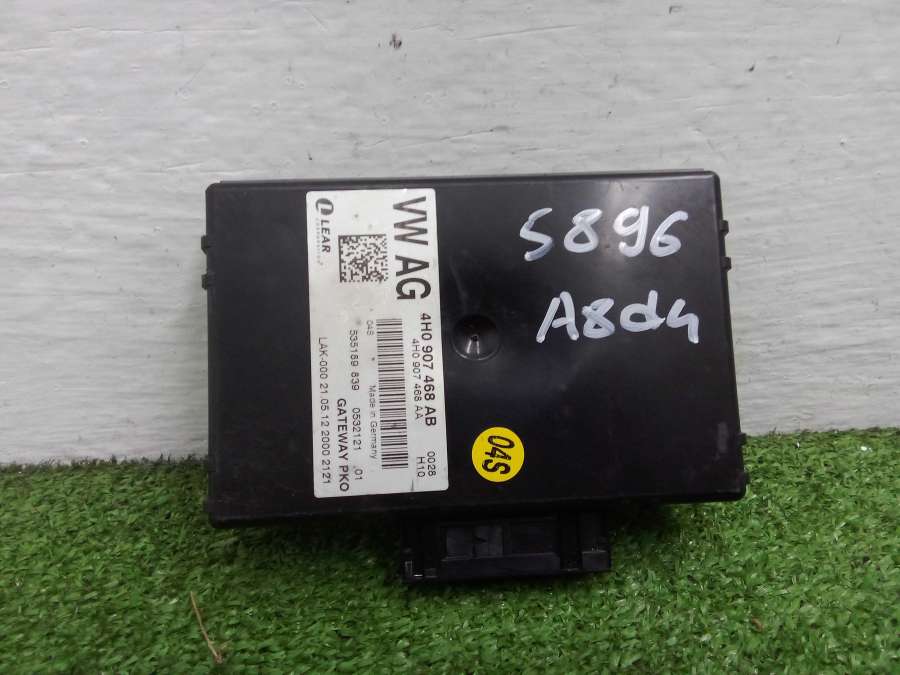 LEAR
VW AG
4H0 907 468 AB 0028
4H0 907 468 AA H10
04S * Made in Germany
535189 839 0532121 01
GATEWAY PKO
LAK-000 21.05.12 2000 2121
04S
5896
A8d4